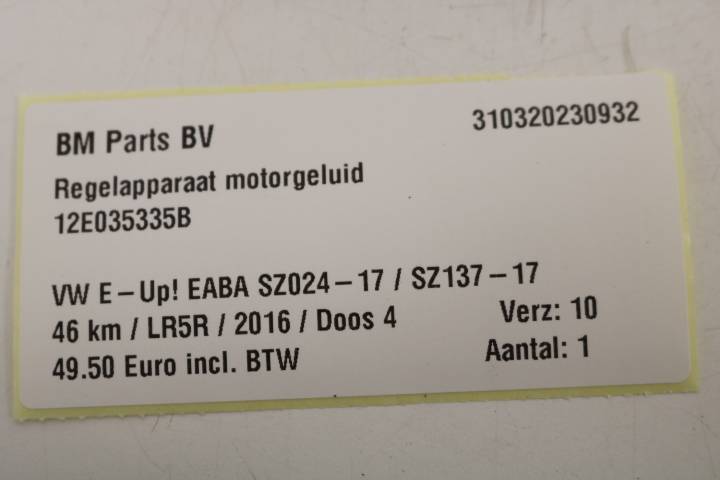 BM Parts BV 310320230932
Regelapparaat motorgeluid
12E035335B
VW E-Up! EABA SZ024-17 / SZ137-17
46 km / LR5R / 2016 / Doos 4 Verz: 10
49.50 Euro incl. BTW Aantal: 1